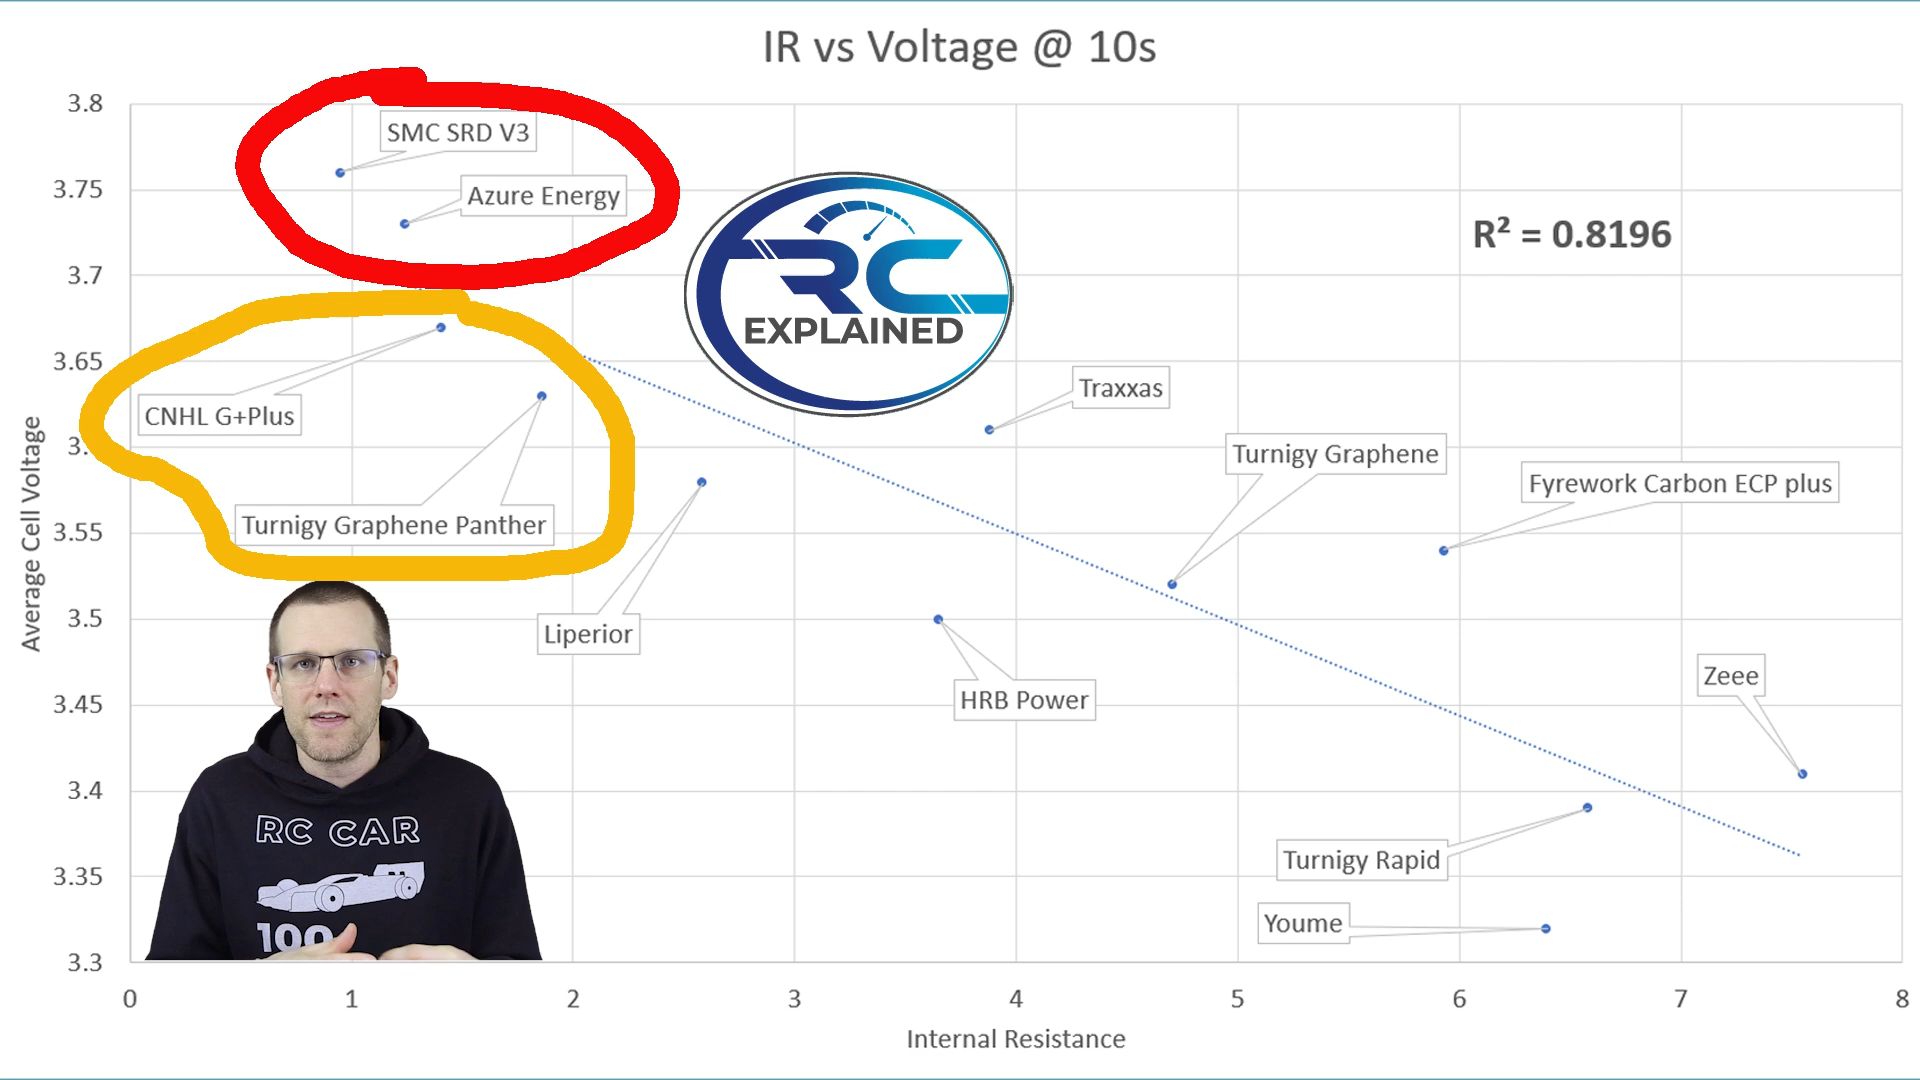 IR vs Voltage @ 10s
3.8
3.75
3.7
3.65
3.
3.55
3.5
3.45
3.4
3.35
3.3
Average Cell Voltage
SMC SRD V3
Azure Energy
RC
EXPLAINED
R² = 0.8196
CNHL G+Plus
Traxxas
Turnigy Graphene
Fyrework Carbon ECP plus
Turnigy Graphene Panther
Liperior
HRB Power
Zeee
Turnigy Rapid
Youme
RC CAR
100
0 1 2 3 4 5 6 7 8
Internal Resistance